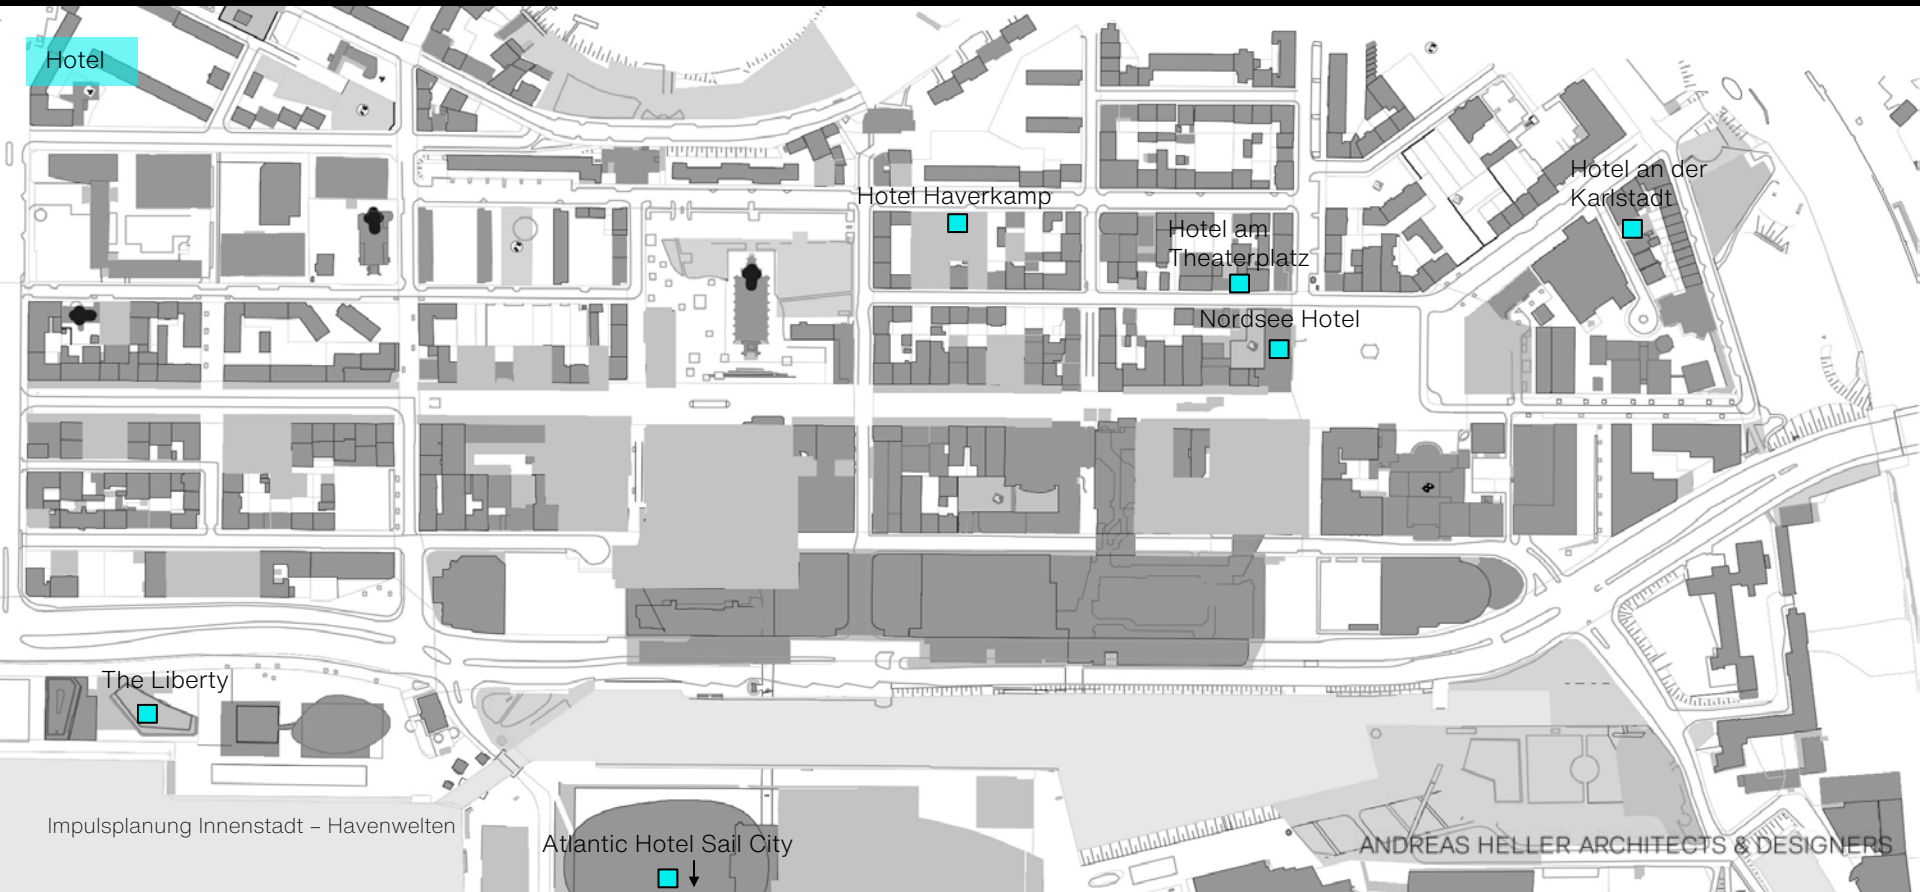 Hotel
Hotel an der
Karlstadt
Hotel Haverkamp
Hotel am
Theaterplatz
Nordsee Hotel
The Liberty
Impulsplanung Innenstadt – Havenwelten
Atlantic Hotel Sail City
ANDREAS HELLER ARCHITECTS & DESIGNERS